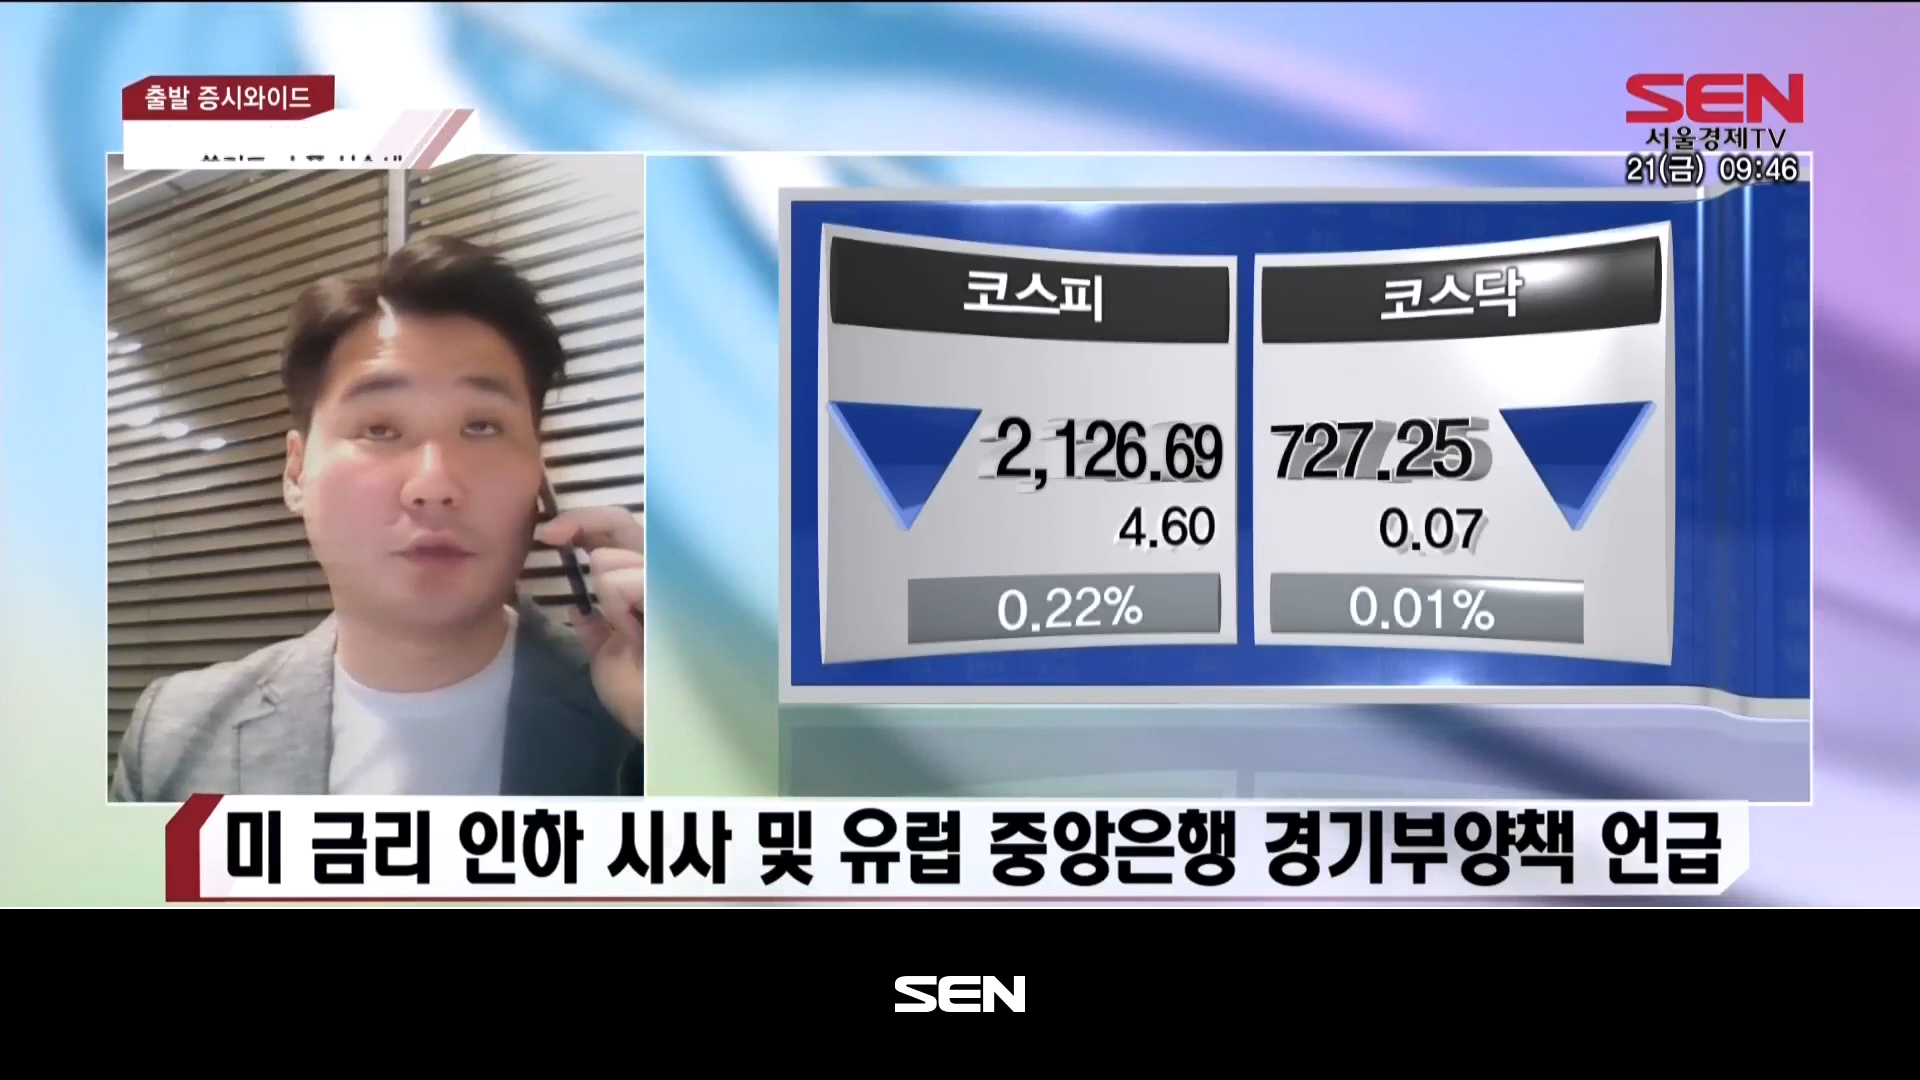 출발 증시와이드
SEN
서울경제TV
21(금) 09:46
코스피
2,126.69
4.60
0.22%
코스닥
727.25
0.07
0.01%
미 금리 인하 시사 및 유럽 중앙은행 경기부양책 언급
SEN